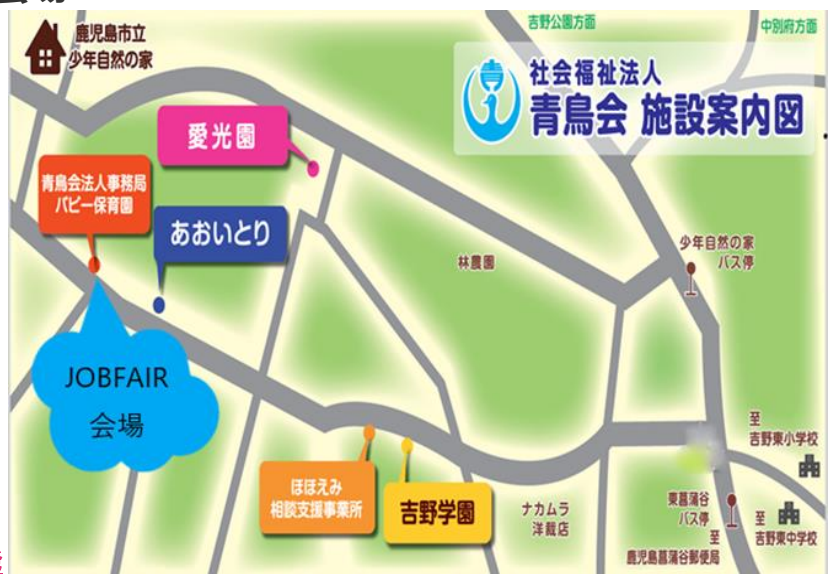 鹿児島市立
少年自然の家
吉野公園方面
中別府方面
社会福祉法人
青鳥会 施設案内図
愛光園
青鳥会法人事務局
パピー保育園
あおいとり
少年自然の家
バス停
林農園
JOBFAIR
会場
至
吉野東小学校
ほほえみ
相談支援事業所
吉野学園
ナカムラ
洋裁店
東菖蒲谷
バス停
至
鹿児島菖蒲谷郵便局
至
吉野東中学校